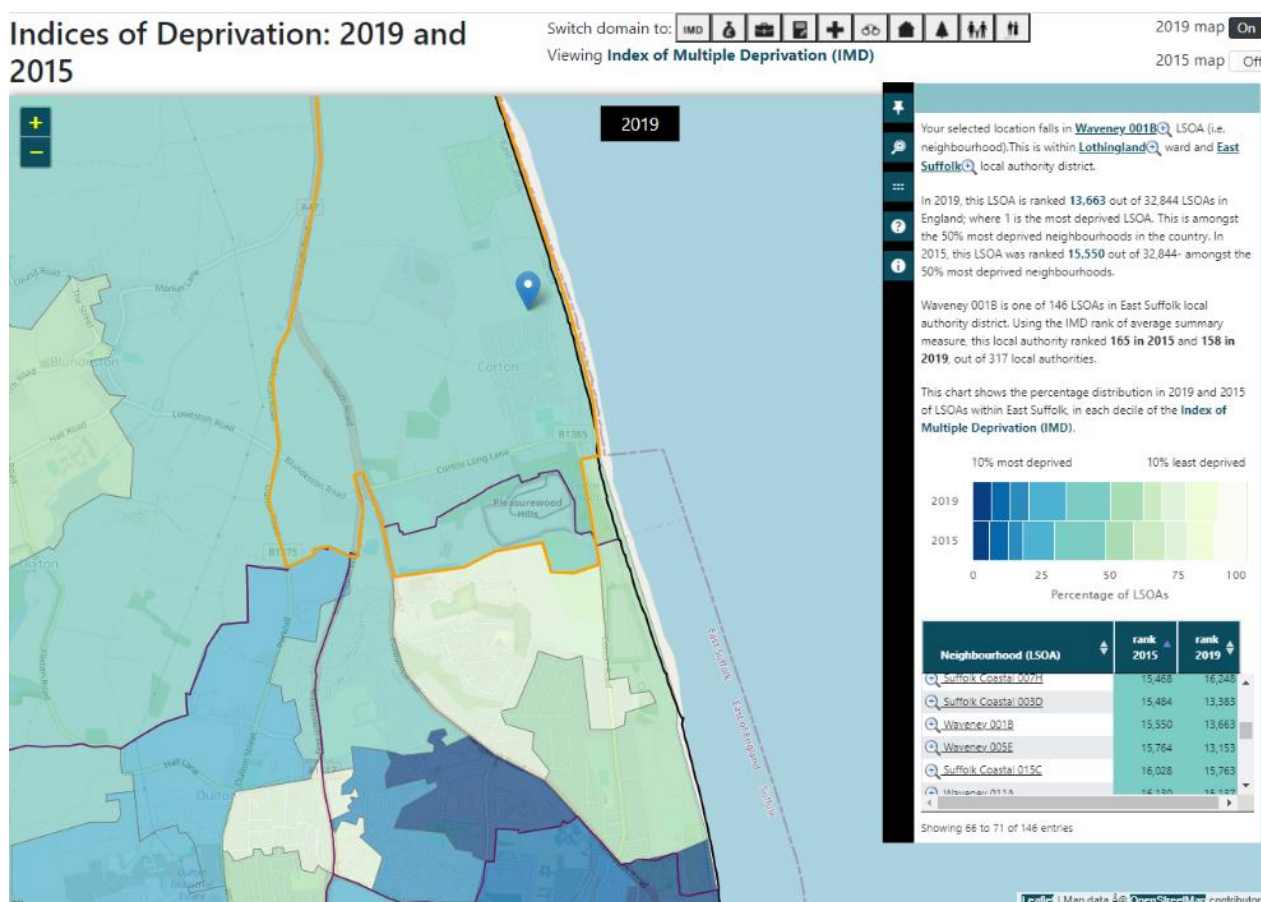 Indices of Deprivation: 2019 and
2015
Switch domain to: IMD
Viewing Index of Multiple Deprivation (IMD)
2019 map On
2015 map Off
+
−
2019
Your selected location falls in Waveney 001B LSOA (i.e.
neighbourhood).This is within Lothingland ward and East
Suffolk local authority district.
In 2019, this LSOA is ranked 13,663 out of 32,844 LSOAs in
England; where 1 is the most deprived LSOA. This is amongst
the 50% most deprived neighbourhoods in the country. In
2015, this LSOA was ranked 15,550 out of 32,844- amongst the
50% most deprived neighbourhoods.
Waveney 001B is one of 146 LSOAs in East Suffolk local
authority district. Using the IMD rank of average summary
measure, this local authority ranked 165 in 2015 and 158 in
2019, out of 317 local authorities.
This chart shows the percentage distribution in 2019 and 2015
of LSOAs within East Suffolk, in each decile of the Index of
Multiple Deprivation (IMD).
10% most deprived 10% least deprived
2019
2015
0 25 50 75 100
Percentage of LSOAs
Neighbourhood (LSOA) rank 2015 rank 2019
Suffolk Coastal 007H 15,468 16,248
Suffolk Coastal 003D 15,484 13,383
Waveney 001B 15,550 13,663
Waveney 005E 15,764 13,153
Suffolk Coastal 015C 16,028 15,763
Waveney 011A 16,130 15,137
Showing 66 to 71 of 146 entries
A47
Market Lane
The Street
Blundeston
Corton
Lowestoft Road
Hall Road
B1385
Corton Long Lane
Blundeston Road
Pleasurewood
Hills
B1375
Hall Lane
Oulton
East Suffolk
East of England
Suffolk
Leaflet | Map data Â© OpenStreetMap contributor